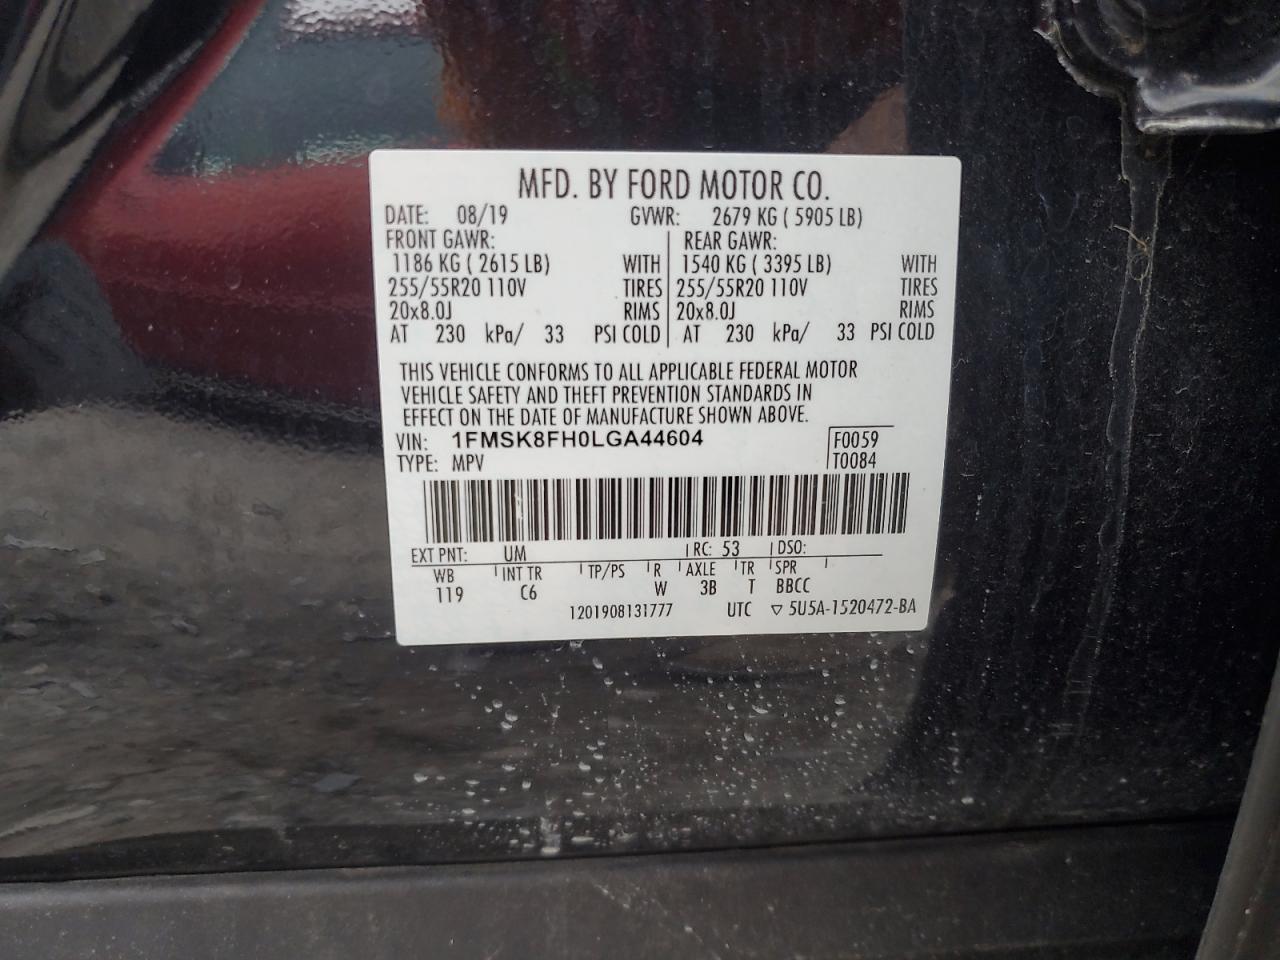 MFD. BY FORD MOTOR CO.
DATE: 08/19 GVWR: 2679 KG ( 5905 LB)
FRONT GAWR: REAR GAWR:
1186 KG ( 2615 LB) WITH 1540 KG ( 3395 LB) WITH
255/55R20 110V TIRES 255/55R20 110V TIRES
20x8.0J RIMS 20x8.0J RIMS
AT 230 kPa/ 33 PSI COLD AT 230 kPa/ 33 PSI COLD
THIS VEHICLE CONFORMS TO ALL APPLICABLE FEDERAL MOTOR
VEHICLE SAFETY AND THEFT PREVENTION STANDARDS IN
EFFECT ON THE DATE OF MANUFACTURE SHOWN ABOVE.
VIN: 1FMSK8FH0LGA44604 F0059
TYPE: MPV T0084
EXT PNT: UM RC: 53 DSO:
WB INT TR TP/PS R AXLE TR SPR
119 C6 W 3B T BBCC
1201908131777 UTC ▽ 5U5A-1520472-BA